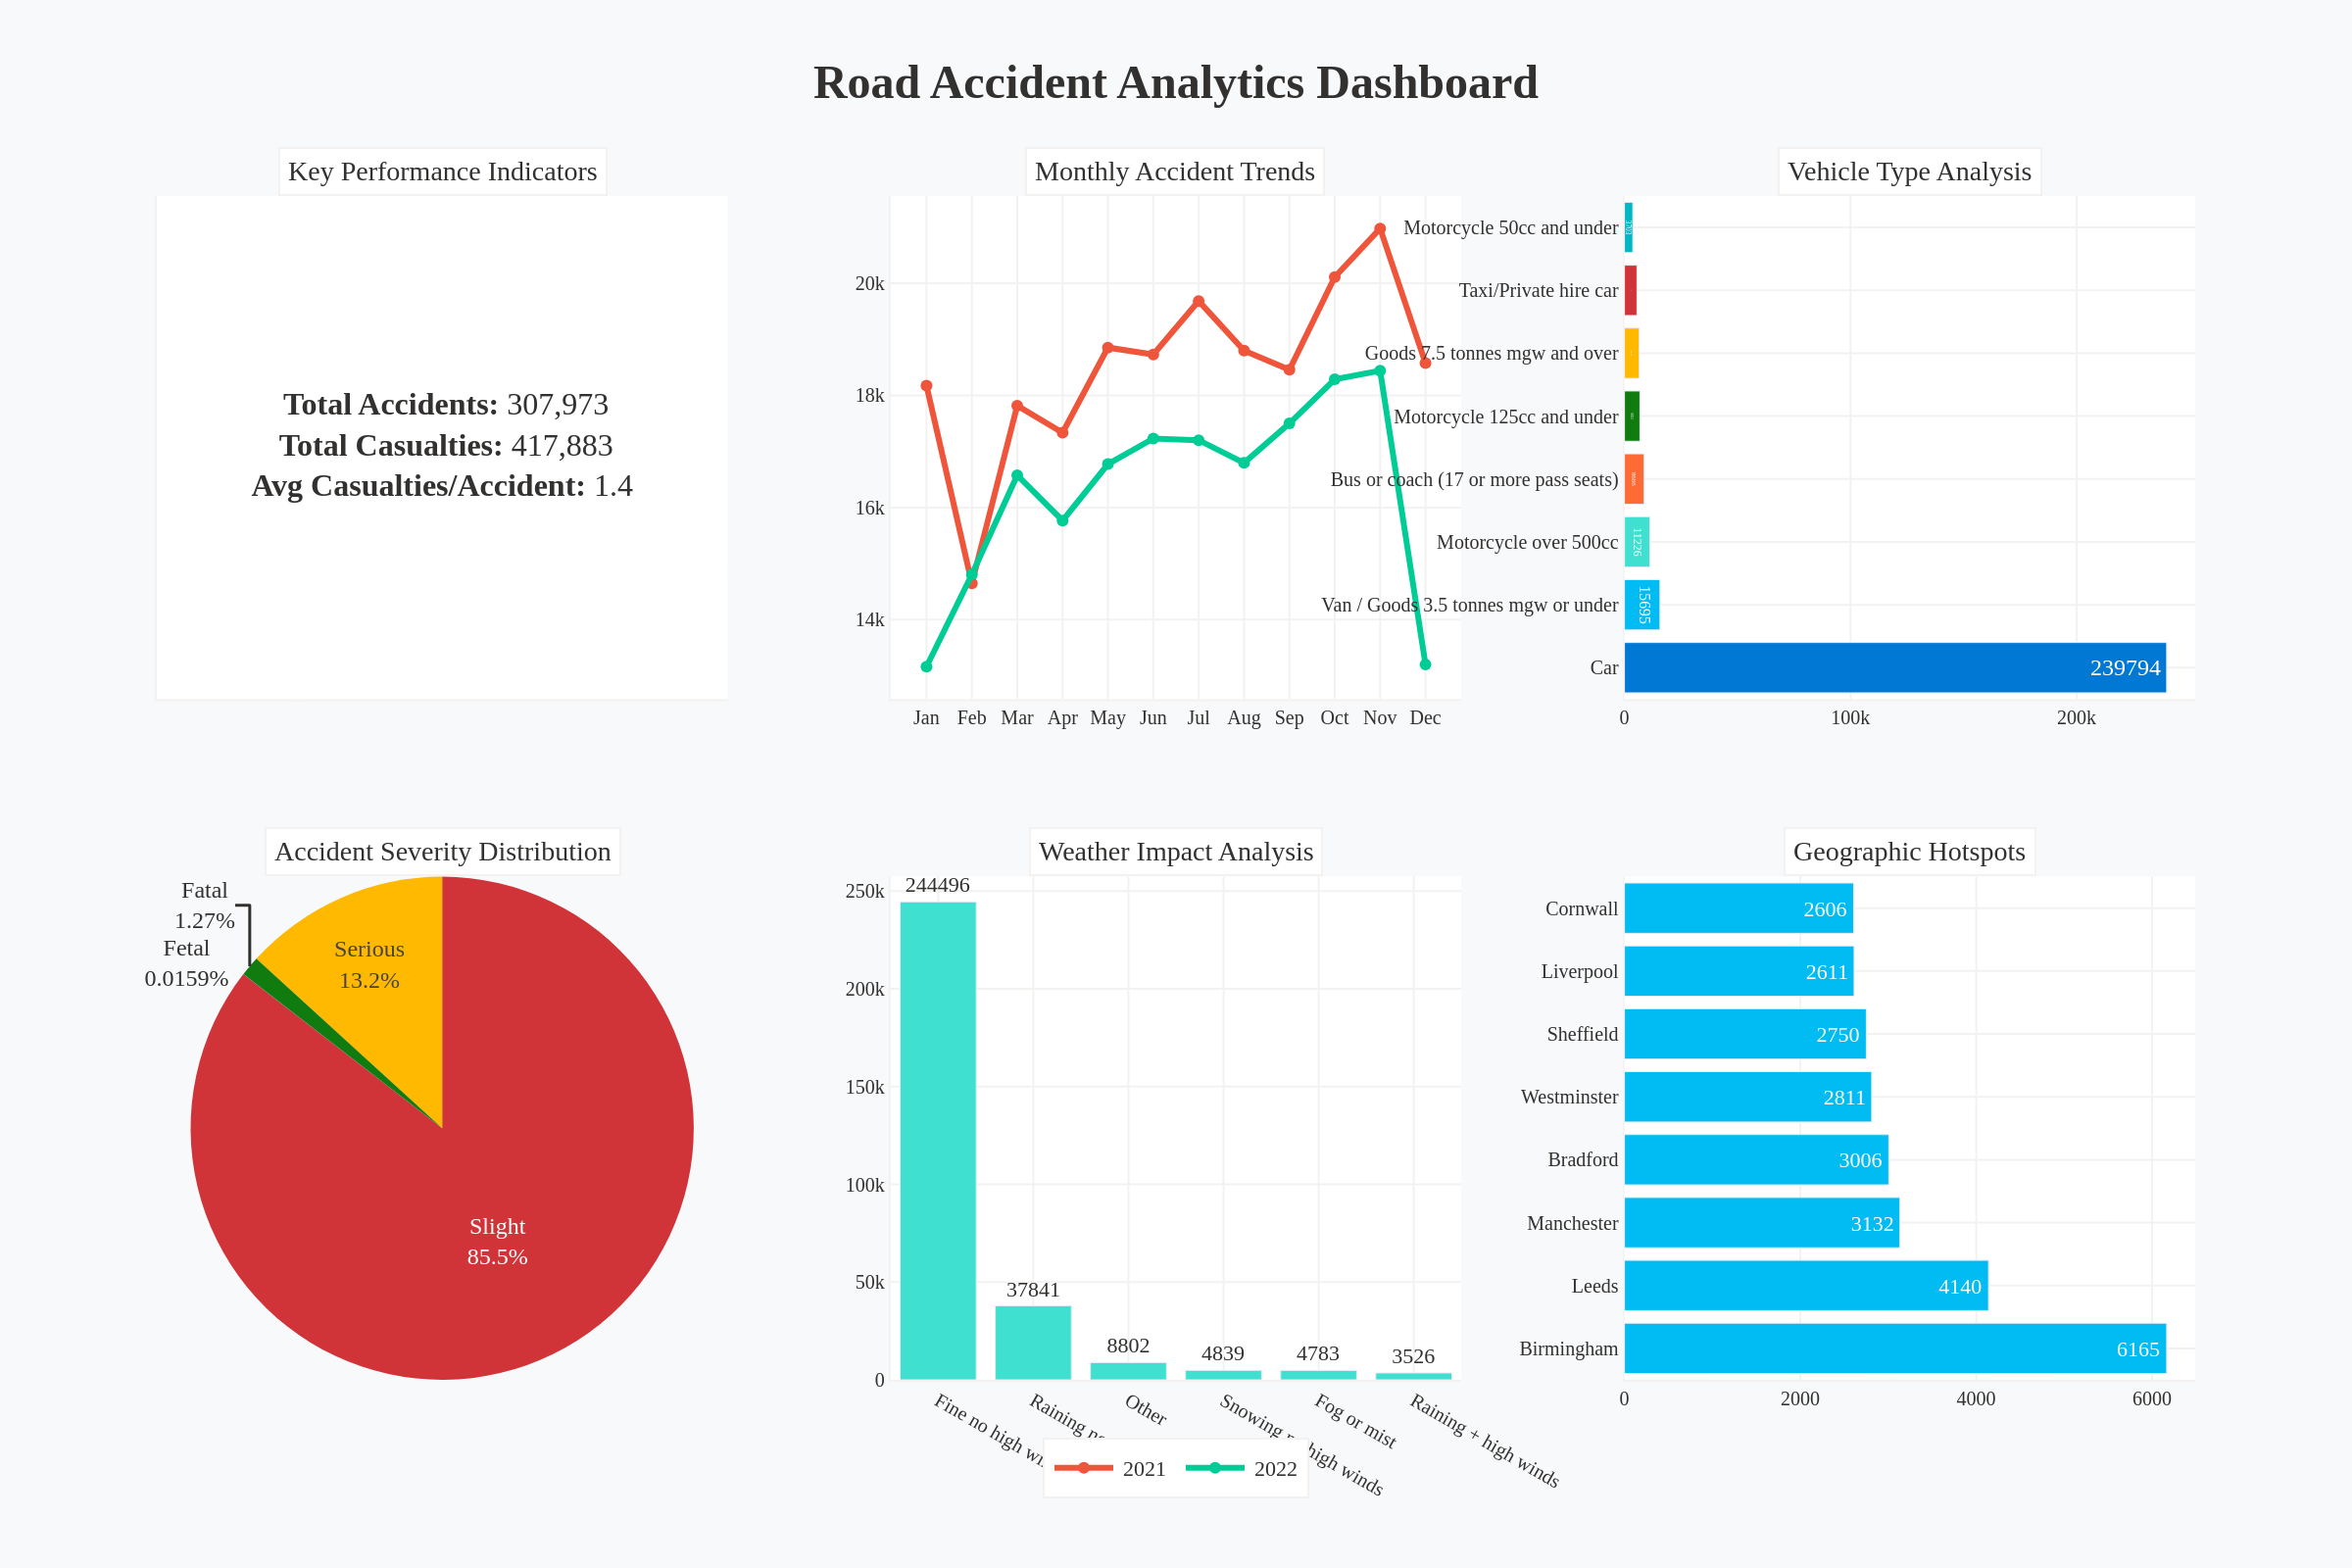 Road Accident Analytics Dashboard
Key Performance Indicators
Total Accidents: 307,973
Total Casualties: 417,883
Avg Casualties/Accident: 1.4
Monthly Accident Trends
20k
18k
16k
14k
Jan Feb Mar Apr May Jun Jul Aug Sep Oct Nov Dec
Vehicle Type Analysis
Motorcycle 50cc and under
Taxi/Private hire car
Goods 7.5 tonnes mgw and over
Motorcycle 125cc and under
Bus or coach (17 or more pass seats)
Motorcycle over 500cc
11226
Van / Goods 3.5 tonnes mgw or under
15695
Car
239794
0 100k 200k
Accident Severity Distribution
Fatal
1.27%
Fetal
0.0159%
Serious
13.2%
Slight
85.5%
Weather Impact Analysis
250k
200k
150k
100k
50k
0
244496
37841
8802
4839
4783
3526
Fine no high
Raining
Other
Snowing high winds
Fog or mist
Raining + high winds
2021 2022
Geographic Hotspots
Cornwall 2606
Liverpool 2611
Sheffield 2750
Westminster 2811
Bradford 3006
Manchester 3132
Leeds 4140
Birmingham 6165
0 2000 4000 6000